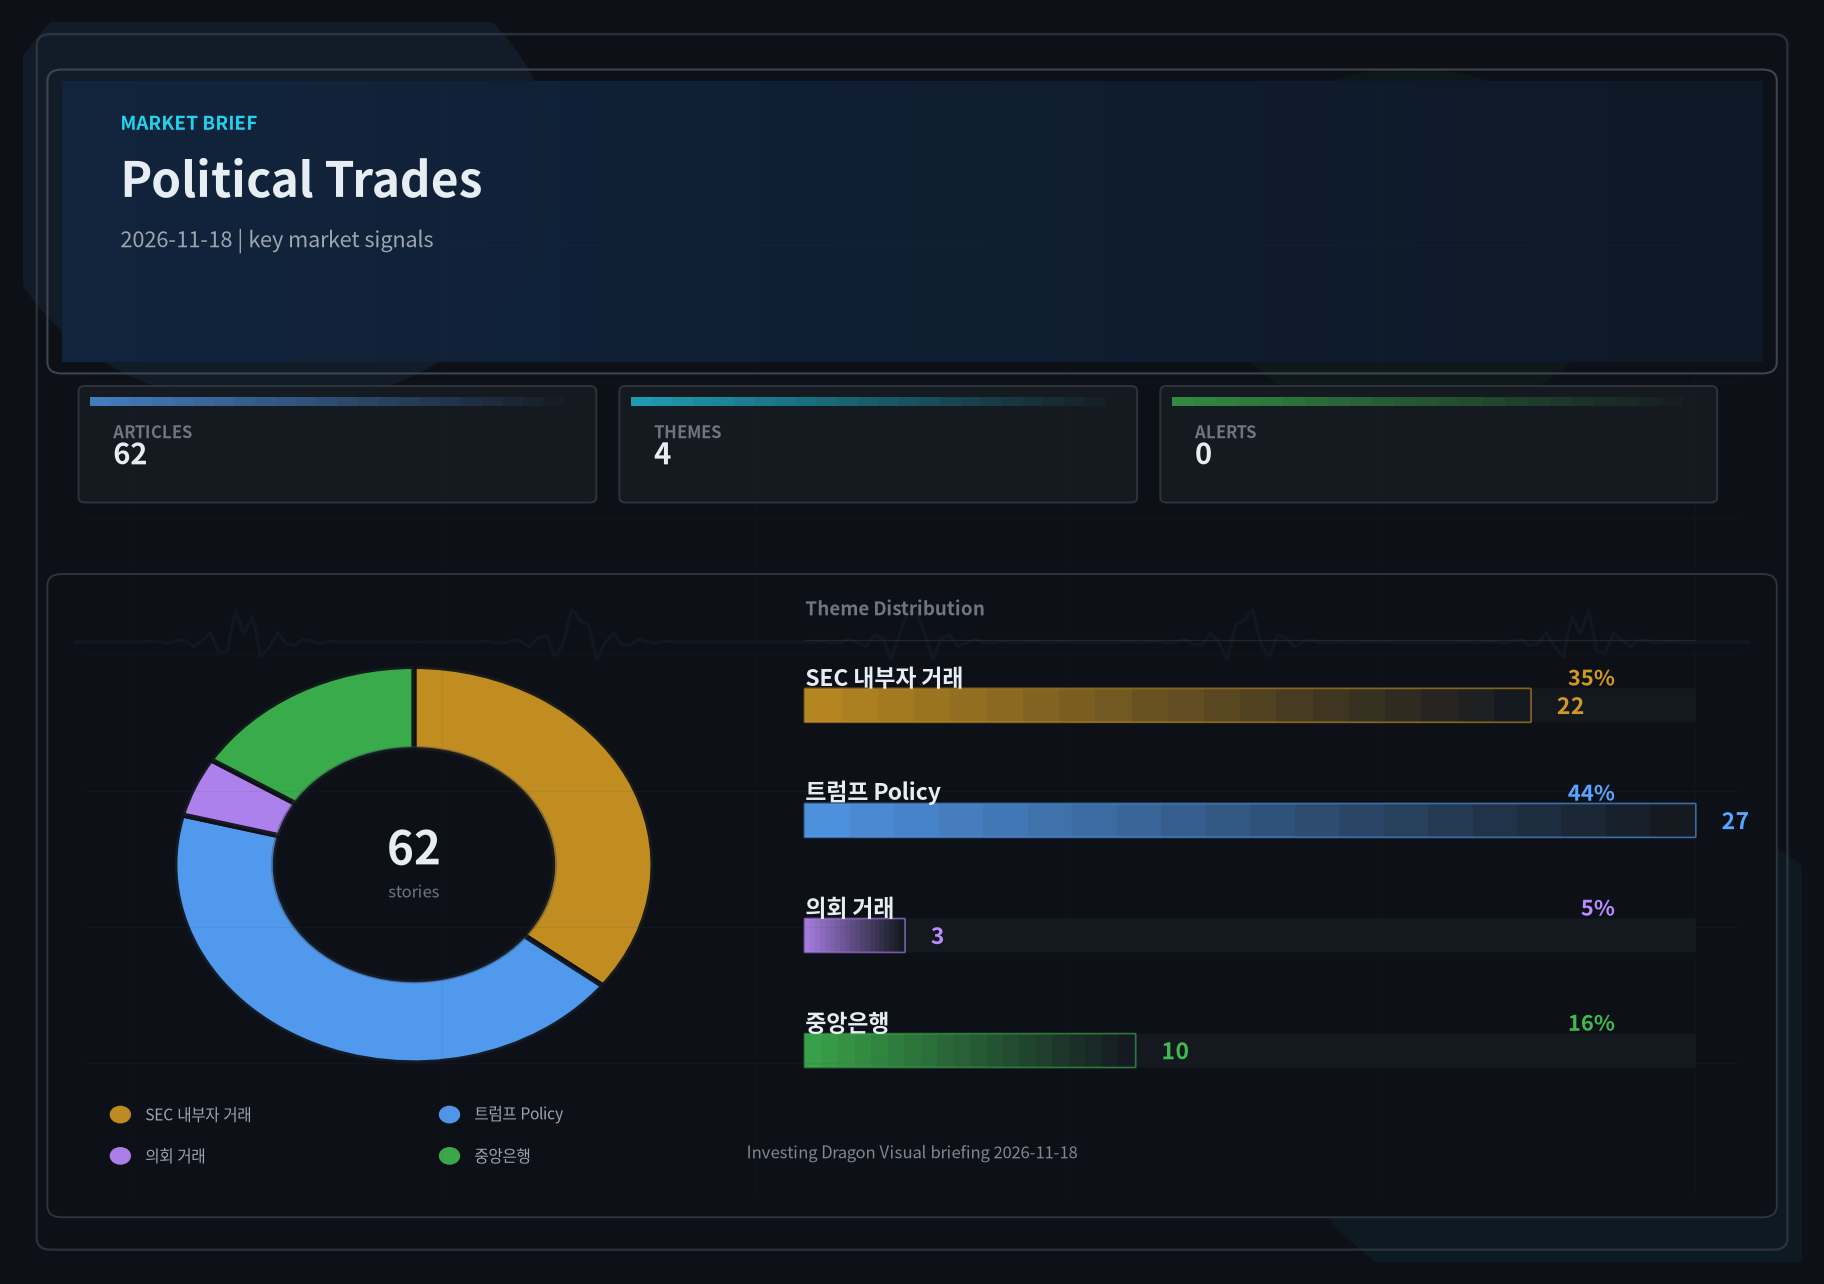 MARKET BRIEF
Political Trades
2026-11-18 | key market signals
ARTICLES
62
THEMES
4
ALERTS
0
Theme Distribution
SEC 내부자 거래
35%
22
트럼프 Policy
44%
27
의회 거래
5%
3
중앙은행
16%
10
62
stories
SEC 내부자 거래
트럼프 Policy
의회 거래
중앙은행
Investing Dragon Visual briefing 2026-11-18